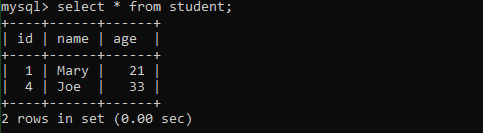 mysql> select * from student;
+----+------+------+
| id | name | age  |
+----+------+------+
|  1 | Mary |   21 |
|  4 | Joe  |   33 |
+----+------+------+
2 rows in set (0.00 sec)